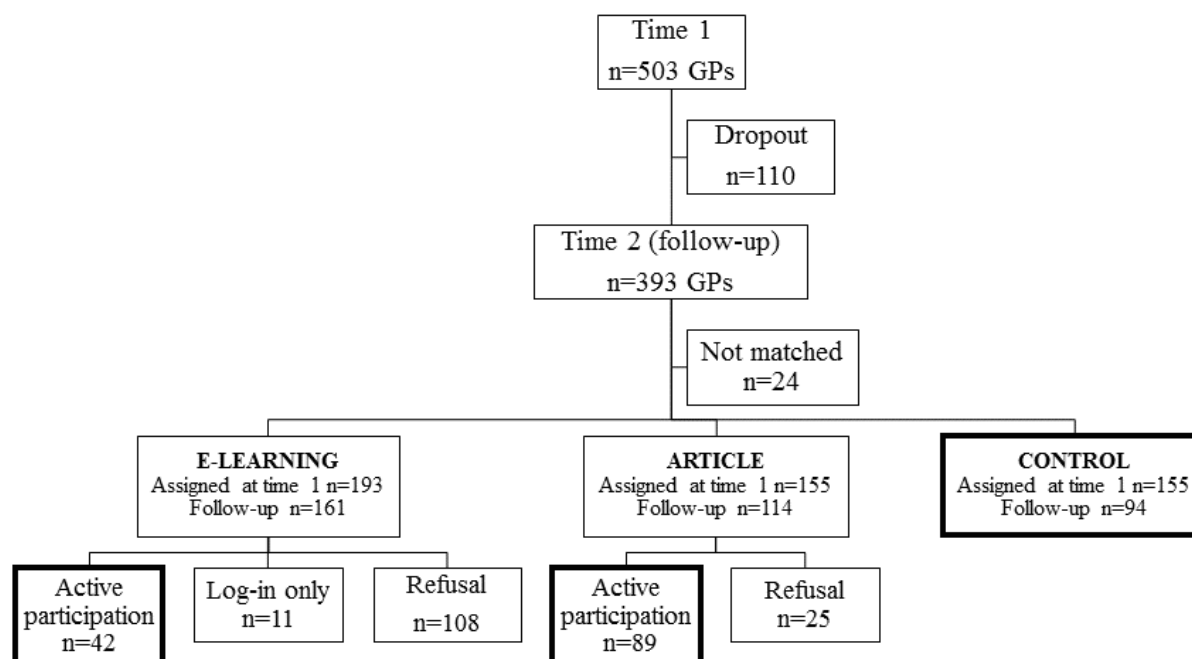 Time 1
n=503 GPs
Dropout
n=110
Time 2 (follow-up)
n=393 GPs
Not matched
n=24
E-LEARNING
Assigned at time 1 n=193
Follow-up n=161
ARTICLE
Assigned at time 1 n=155
Follow-up n=114
CONTROL
Assigned at time 1 n=155
Follow-up n=94
Active
participation
n=42
Log-in only
n=11
Refusal
n=108
Active
participation
n=89
Refusal
n=25